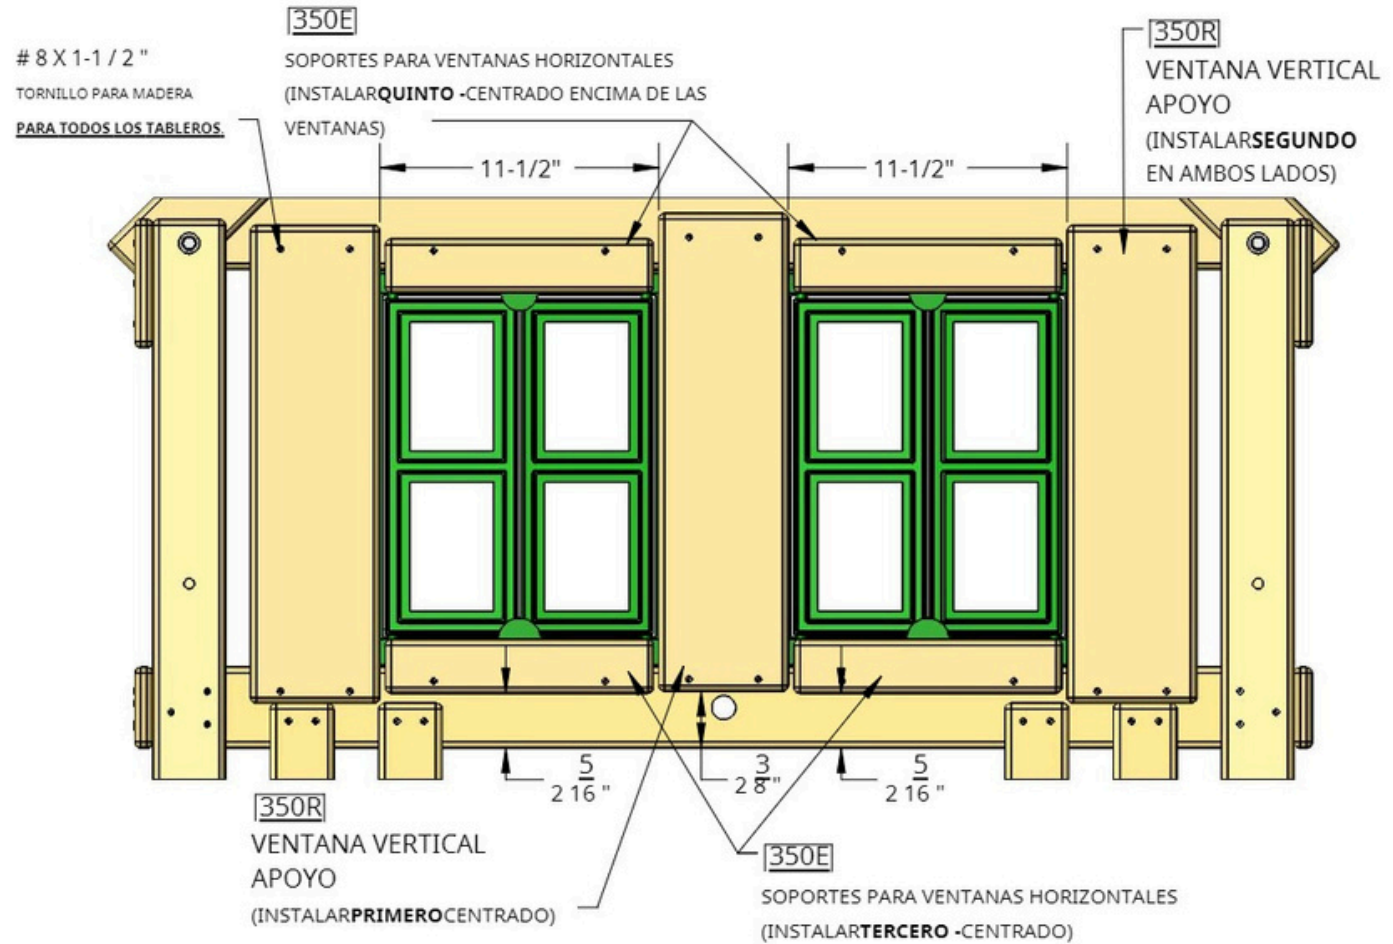 350E
# 8 X 1-1 / 2 "
TORNILLO PARA MADERA
PARA TODOS LOS TABLEROS.
SOPORTES PARA VENTANAS HORIZONTALES
(INSTALARQUINTO -CENTRADO ENCIMA DE LAS
VENTANAS)
350R
VENTANA VERTICAL
APOYO
(INSTALARSEGUNDO
EN AMBOS LADOS)
11-1/2"
11-1/2"
2 5/16 "
2 3/8"
2 5/16 "
350R
VENTANA VERTICAL
APOYO
(INSTALARPRIMEROCENTRADO)
350E
SOPORTES PARA VENTANAS HORIZONTALES
(INSTALARTERCERO -CENTRADO)